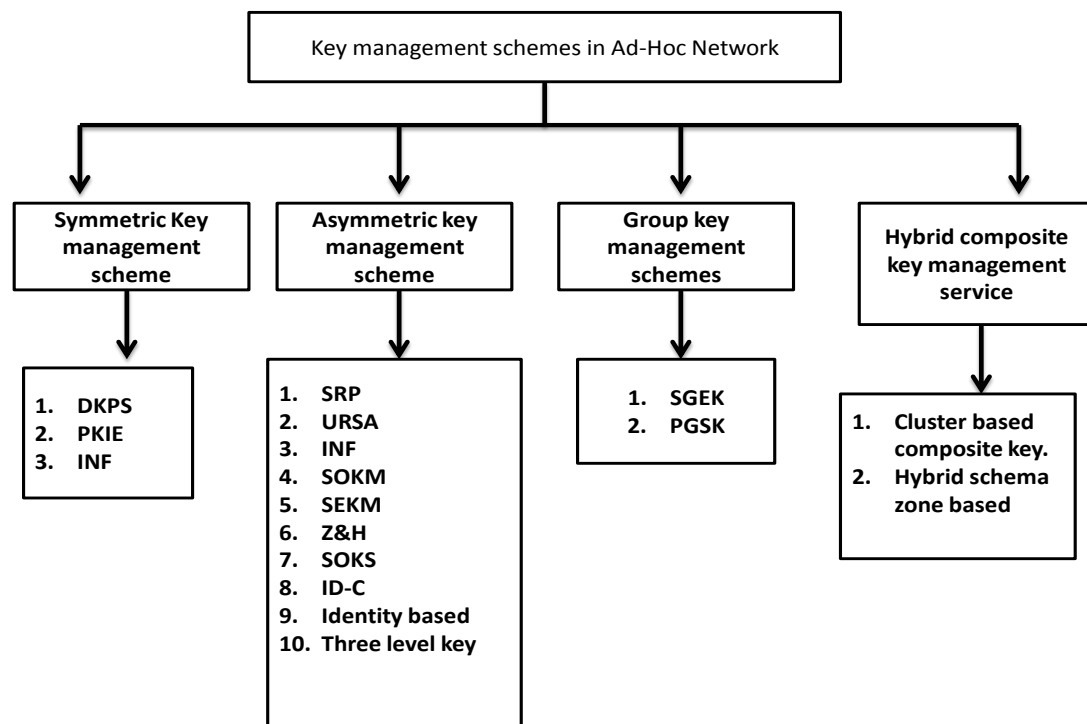 Key management schemes in Ad-Hoc Network
Symmetric Key
management
scheme
Asymmetric key
management
scheme
Group key
management
schemes
Hybrid composite
key management
service
1. DKPS
2. PKIE
3. INF
1. SRP
2. URSA
3. INF
4. SOKM
5. SEKM
6. Z&H
7. SOKS
8. ID-C
9. Identity based
10. Three level key
1. SGEK
2. PGSK
1. Cluster based
composite key.
2. Hybrid schema
zone based